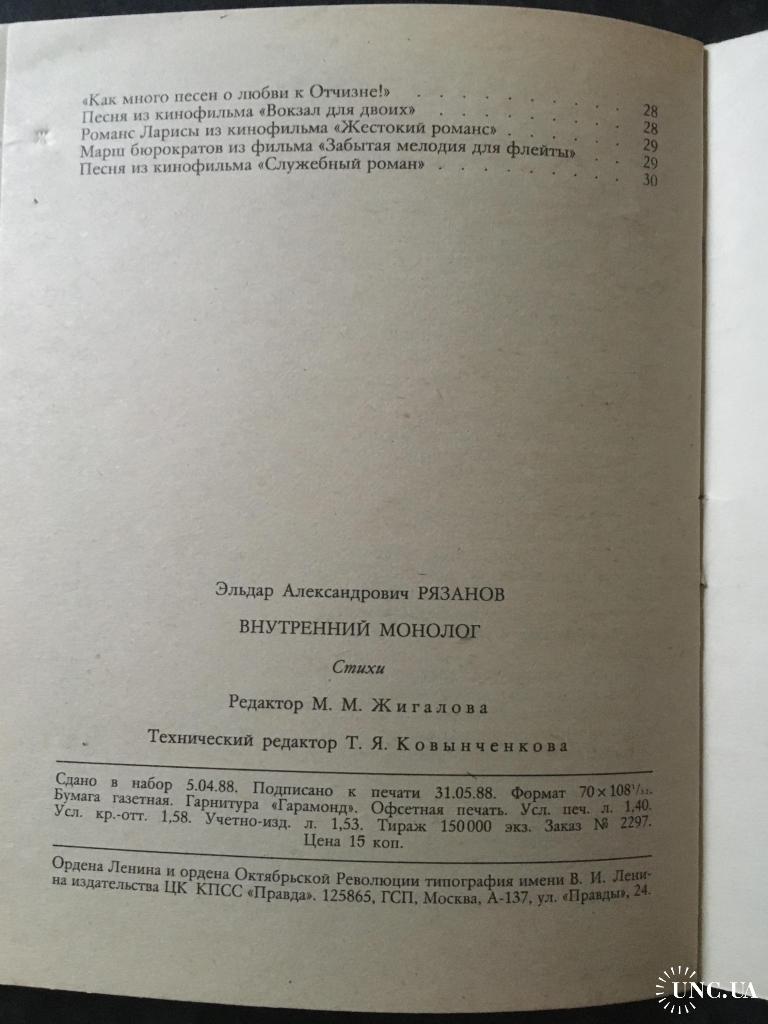 «Как много песен о любви к Отчизне!» . . . . . . . . 28
Песня из кинофильма «Вокзал для двоих» . . . . . . . 28
Романс Ларисы из кинофильма «Жестокий романс» . . . . . 29
Марш бюрократов из фильма «Забытая мелодия для флейты» . . 29
Песня из кинофильма «Служебный роман» . . . . . . . 30
Эльдар Александрович РЯЗАНОВ
ВНУТРЕННИЙ МОНОЛОГ
Стихи
Редактор М. М. Жигалова
Технический редактор Т. Я. Ковынченкова
Сдано в набор 5.04.88. Подписано к печати 31.05.88. Формат 70×108¹/₃₂.
Бумага газетная. Гарнитура «Гарамонд». Офсетная печать. Усл. печ. л. 1,40.
Усл. кр.-отт. 1,58. Учетно-изд. л. 1,53. Тираж 150 000 экз. Заказ № 2297.
Цена 15 коп.
Ордена Ленина и ордена Октябрьской Революции типография имени В. И. Лени-
на издательства ЦК КПСС «Правда». 125865, ГСП, Москва, А-137, ул. «Правды», 24.
UNC.UA